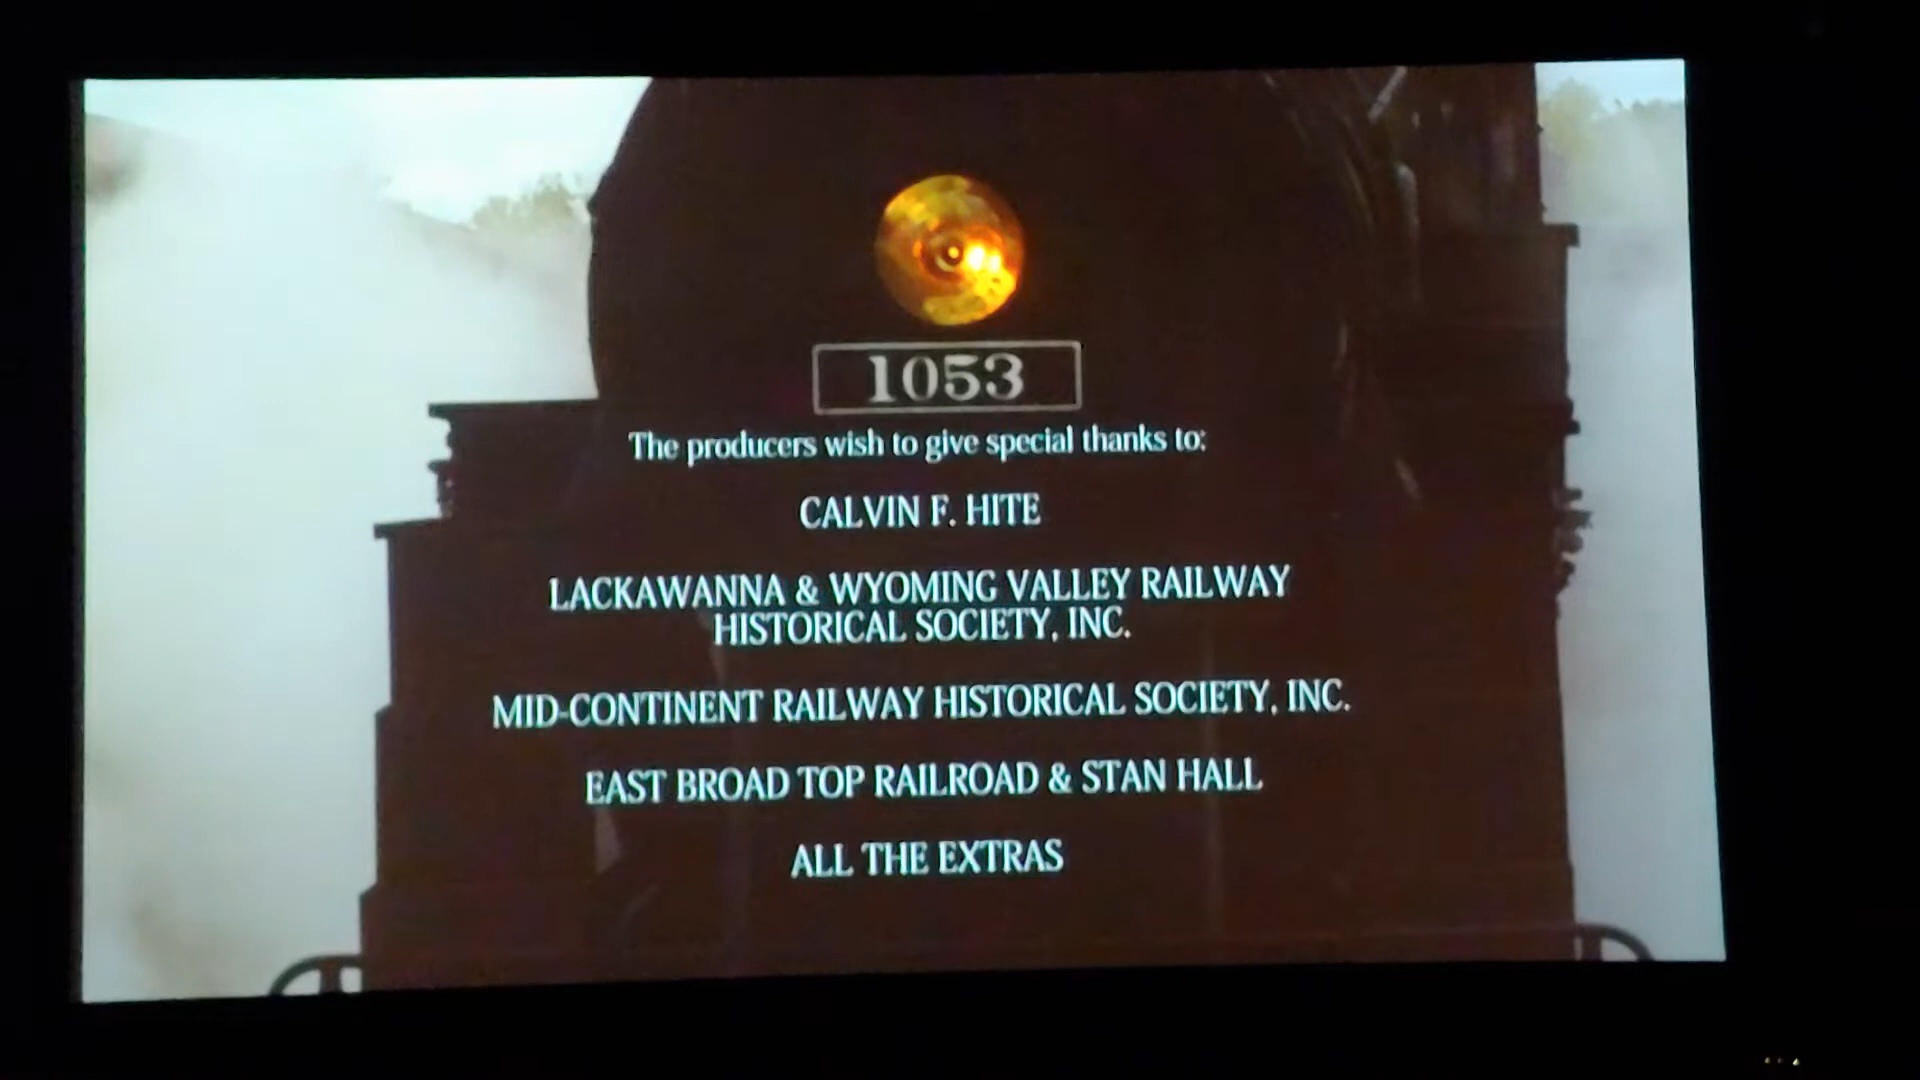 1053
The producers wish to give special thanks to:
CALVIN F. HITE
LACKAWANNA & WYOMING VALLEY RAILWAY
HISTORICAL SOCIETY, INC.
MID-CONTINENT RAILWAY HISTORICAL SOCIETY, INC.
EAST BROAD TOP RAILROAD & STAN HALL
ALL THE EXTRAS